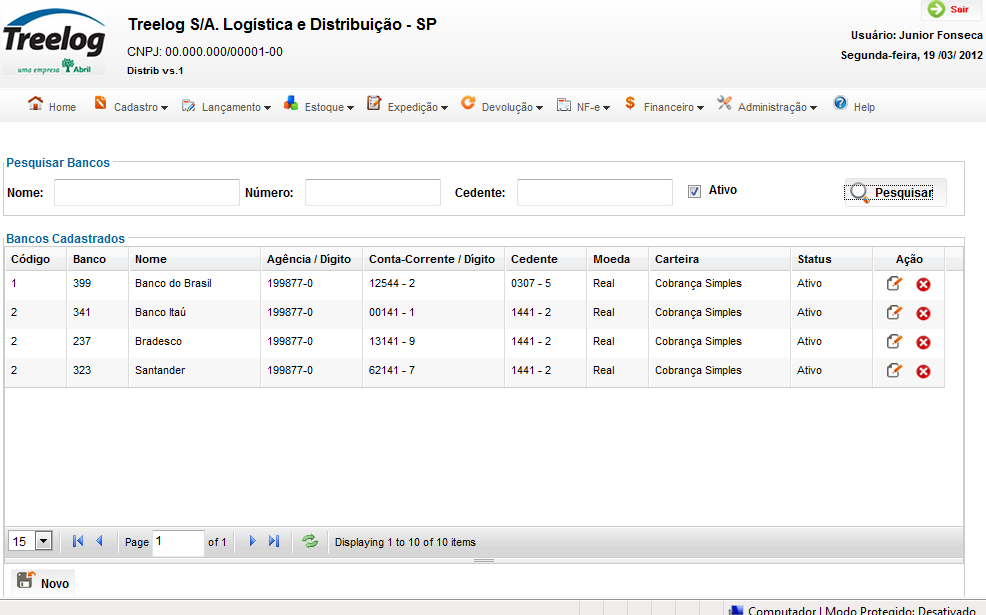 Treelog
uma empresa Abril
Treelog S/A. Logística e Distribuição - SP
CNPJ: 00.000.000/00001-00
Distrib vs.1
Sair
Usuário: Junior Fonseca
Segunda-feira, 19 /03/ 2012
Home Cadastro Lançamento Estoque Expedição Devolução NF-e Financeiro Administração Help
Pesquisar Bancos
Nome: Número: Cedente: Ativo Pesquisar
Bancos Cadastrados
Código Banco Nome Agência / Dígito Conta-Corrente / Dígito Cedente Moeda Carteira Status Ação
1 399 Banco do Brasil 199877-0 12544 - 2 0307 - 5 Real Cobrança Simples Ativo
2 341 Banco Itaú 199877-0 00141 - 1 1441 - 2 Real Cobrança Simples Ativo
2 237 Bradesco 199877-0 13141 - 9 1441 - 2 Real Cobrança Simples Ativo
2 323 Santander 199877-0 62141 - 7 1441 - 2 Real Cobrança Simples Ativo
15 Page 1 of 1 Displaying 1 to 10 of 10 items
Novo
Computador | Modo Protegido: Desativado